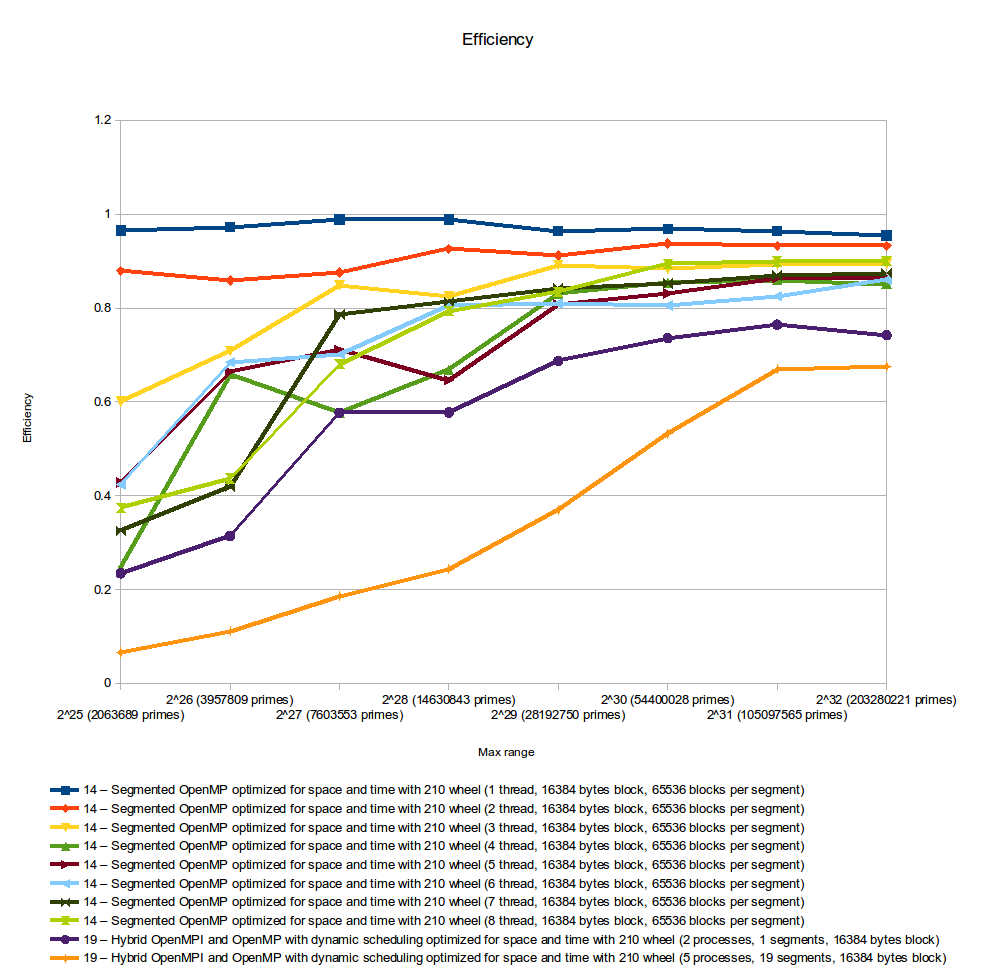 Efficiency
1.2
1
0.8
0.6
0.4
0.2
0
Efficiency
2^26 (3957809 primes) 2^28 (14630843 primes) 2^30 (54400028 primes) 2^32 (203280221 primes)
2^25 (2063689 primes) 2^27 (7603553 primes) 2^29 (28192750 primes) 2^31 (105097565 primes)
Max range
14 – Segmented OpenMP optimized for space and time with 210 wheel (1 thread, 16384 bytes block, 65536 blocks per segment)
14 – Segmented OpenMP optimized for space and time with 210 wheel (2 thread, 16384 bytes block, 65536 blocks per segment)
14 – Segmented OpenMP optimized for space and time with 210 wheel (3 thread, 16384 bytes block, 65536 blocks per segment)
14 – Segmented OpenMP optimized for space and time with 210 wheel (4 thread, 16384 bytes block, 65536 blocks per segment)
14 – Segmented OpenMP optimized for space and time with 210 wheel (5 thread, 16384 bytes block, 65536 blocks per segment)
14 – Segmented OpenMP optimized for space and time with 210 wheel (6 thread, 16384 bytes block, 65536 blocks per segment)
14 – Segmented OpenMP optimized for space and time with 210 wheel (7 thread, 16384 bytes block, 65536 blocks per segment)
14 – Segmented OpenMP optimized for space and time with 210 wheel (8 thread, 16384 bytes block, 65536 blocks per segment)
19 – Hybrid OpenMPI and OpenMP with dynamic scheduling optimized for space and time with 210 wheel (2 processes, 1 segments, 16384 bytes block)
19 – Hybrid OpenMPI and OpenMP with dynamic scheduling optimized for space and time with 210 wheel (5 processes, 19 segments, 16384 bytes block)